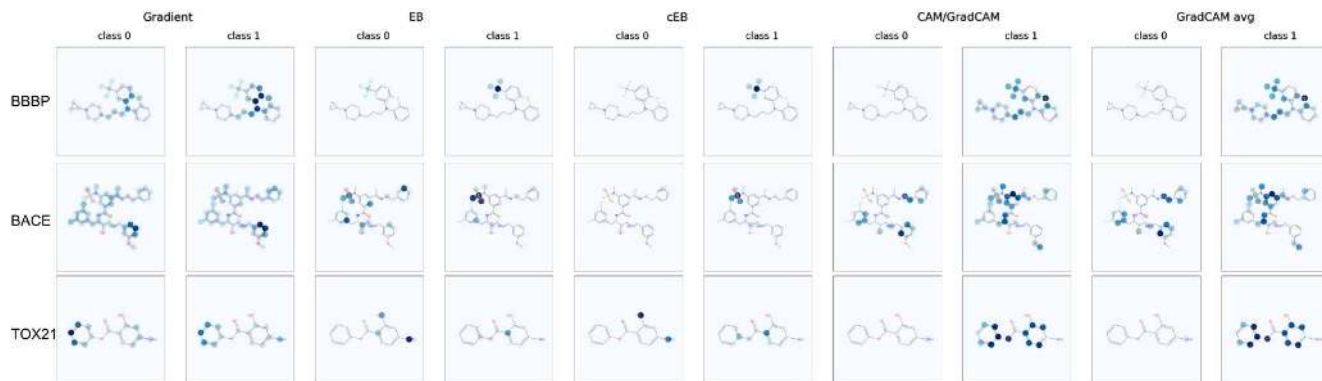 Gradient EB cEB CAM/GradCAM GradCAM avg
class 0 class 1 class 0 class 1 class 0 class 1 class 0 class 1 class 0 class 1
BBBP
BACE
TOX21